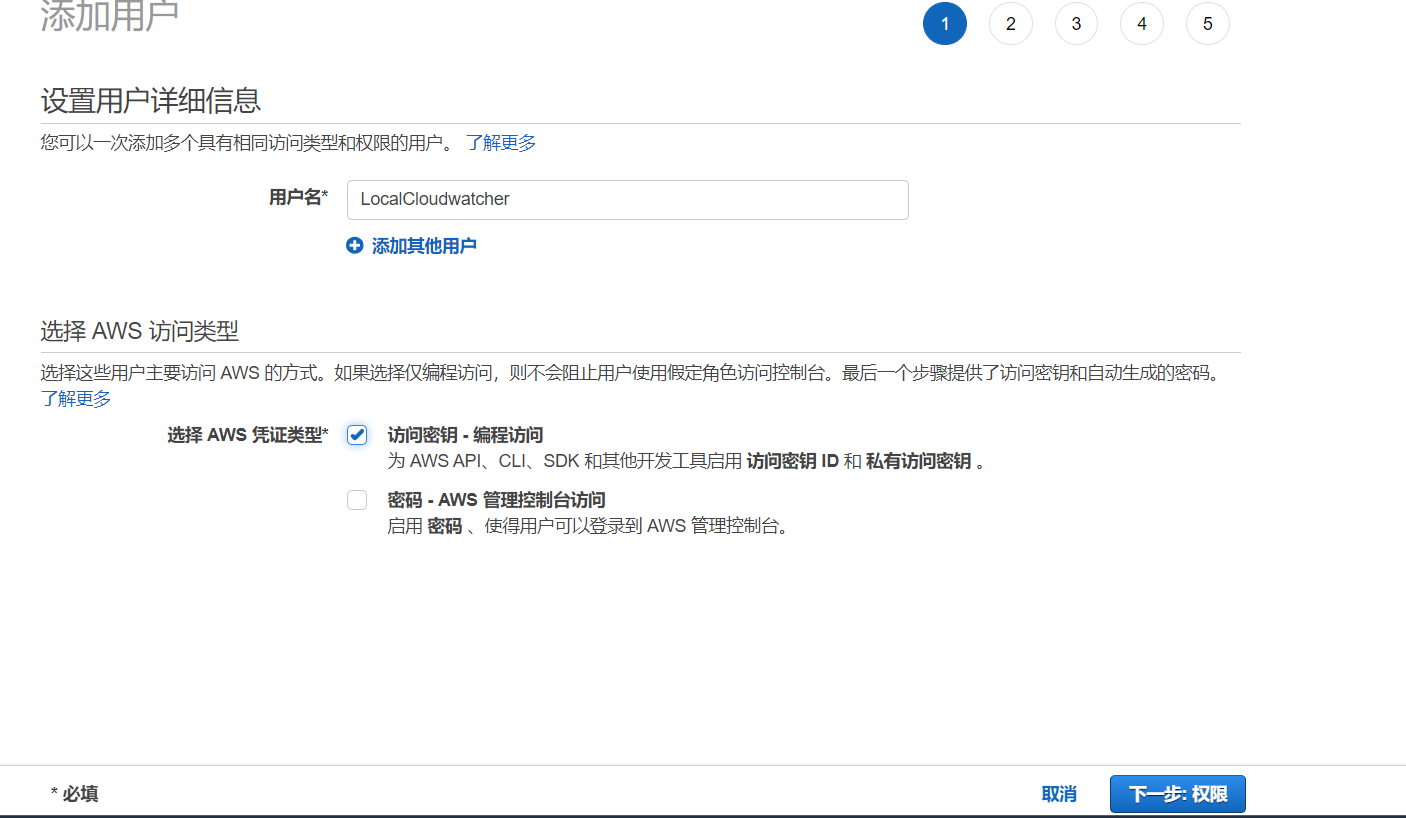 添加用户
1 2 3 4 5
设置用户详细信息
您可以一次添加多个具有相同访问类型和权限的用户。 了解更多
用户名* LocalCloudwatcher
添加其他用户
选择 AWS 访问类型
选择这些用户主要访问 AWS 的方式。如果选择仅编程访问，则不会阻止用户使用假定角色访问控制台。最后一个步骤提供了访问密钥和自动生成的密码。
了解更多
选择 AWS 凭证类型* 访问密钥 - 编程访问
为 AWS API、CLI、SDK 和其他开发工具启用 访问密钥 ID 和 私有访问密钥 。
密码 - AWS 管理控制台访问
启用 密码 、使得用户可以登录到 AWS 管理控制台。
* 必填 取消 下一步: 权限